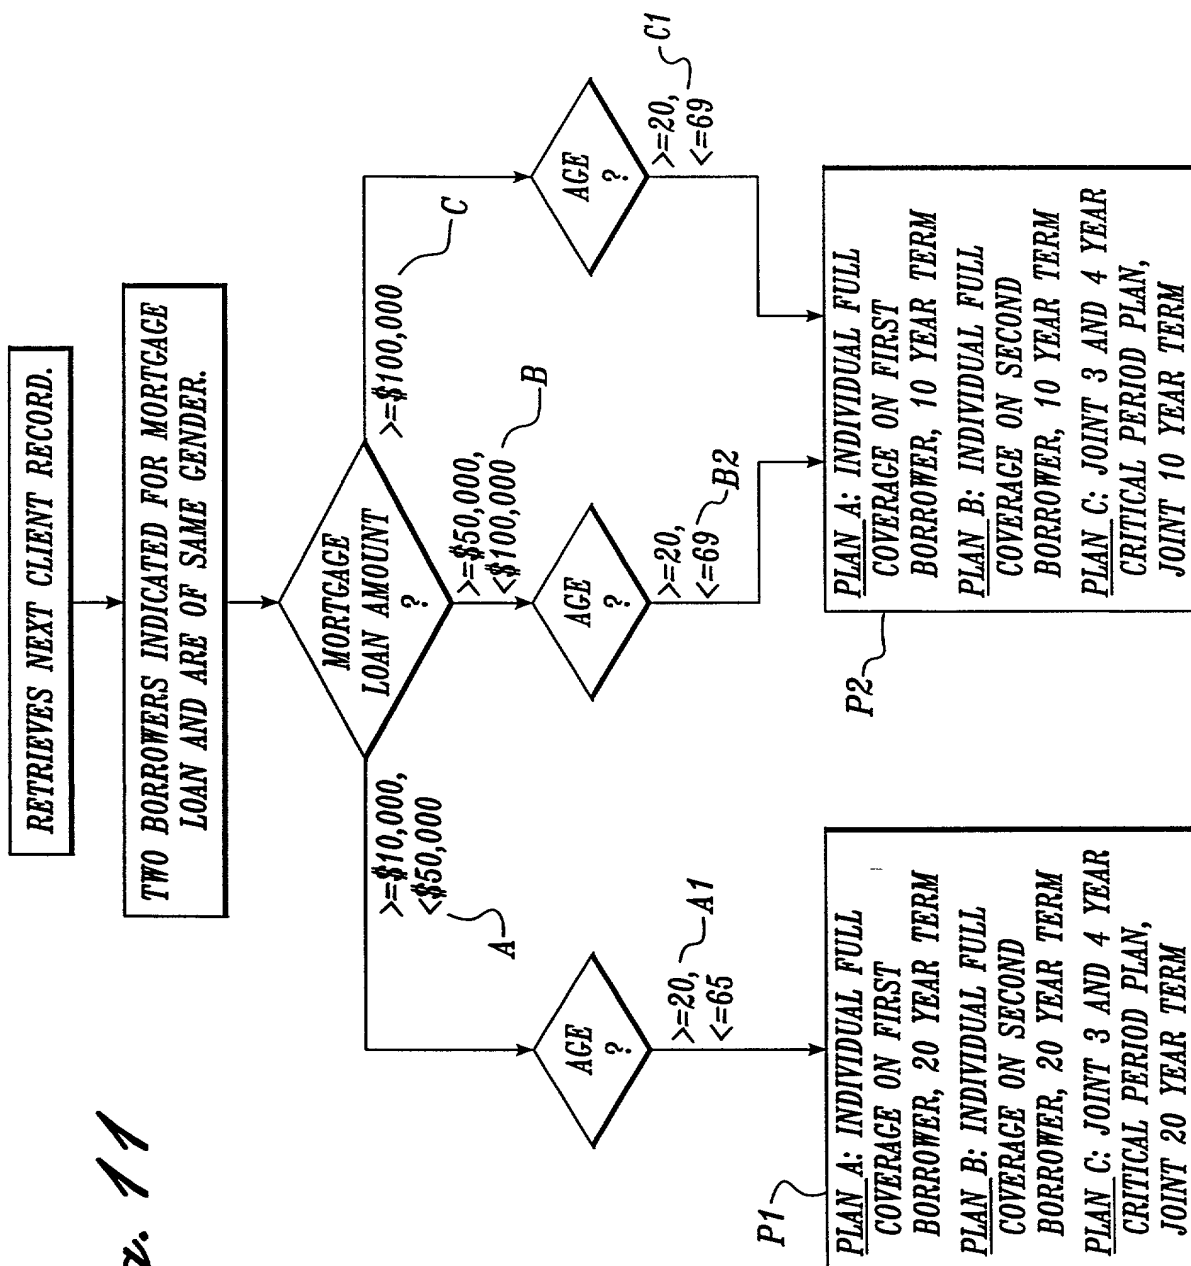 RETRIEVES NEXT CLIENT RECORD.
TWO BORROWERS INDICATED FOR MORTGAGE
LOAN AND ARE OF SAME GENDER.
MORTGAGE
LOAN AMOUNT
?
>=$10,000,
<$50,000
A
>=$50,000,
<$100,000
B
>=$100,000
C
AGE
?
>=20,
<=65
A1
AGE
?
>=20,
<=69
B2
AGE
?
>=20,
<=69
C1
P1
PLAN A: INDIVIDUAL FULL
COVERAGE ON FIRST
BORROWER, 20 YEAR TERM
PLAN B: INDIVIDUAL FULL
COVERAGE ON SECOND
BORROWER, 20 YEAR TERM
PLAN C: JOINT 3 AND 4 YEAR
CRITICAL PERIOD PLAN,
JOINT 20 YEAR TERM
P2
PLAN A: INDIVIDUAL FULL
COVERAGE ON FIRST
BORROWER, 10 YEAR TERM
PLAN B: INDIVIDUAL FULL
COVERAGE ON SECOND
BORROWER, 10 YEAR TERM
PLAN C: JOINT 3 AND 4 YEAR
CRITICAL PERIOD PLAN,
JOINT 10 YEAR TERM
11